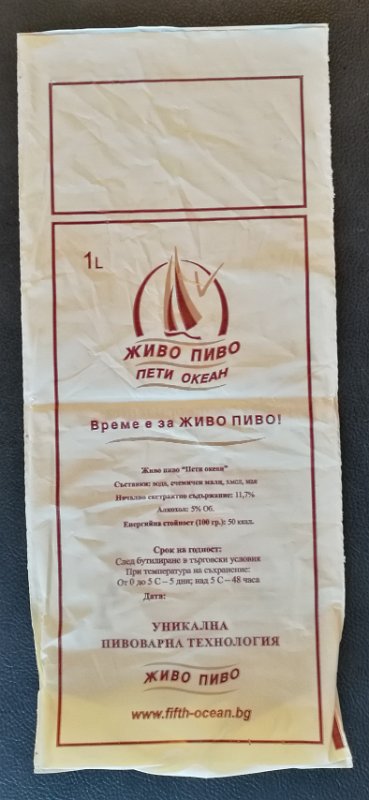 1L
ЖИВО ПИВО
ПЕТИ ОКЕАН
Време е за ЖИВО ПИВО!
Живо пиво "Пети океан"
Съставки: вода, ечемичен малц, хмел, мая
Начално екстрактно съдържание: 11,7%
Алкохол: 5% Об.
Енергийна стойност (100 гр.): 50 ккал.
Срок на годност:
След бутилиране в търговски условия
При температура на съхранение:
От 0 до 5 С – 5 дни; над 5 С – 48 часа
Дата:
УНИКАЛНА
ПИВОВАРНА ТЕХНОЛОГИЯ
ЖИВО ПИВО
www.fifth-ocean.bg